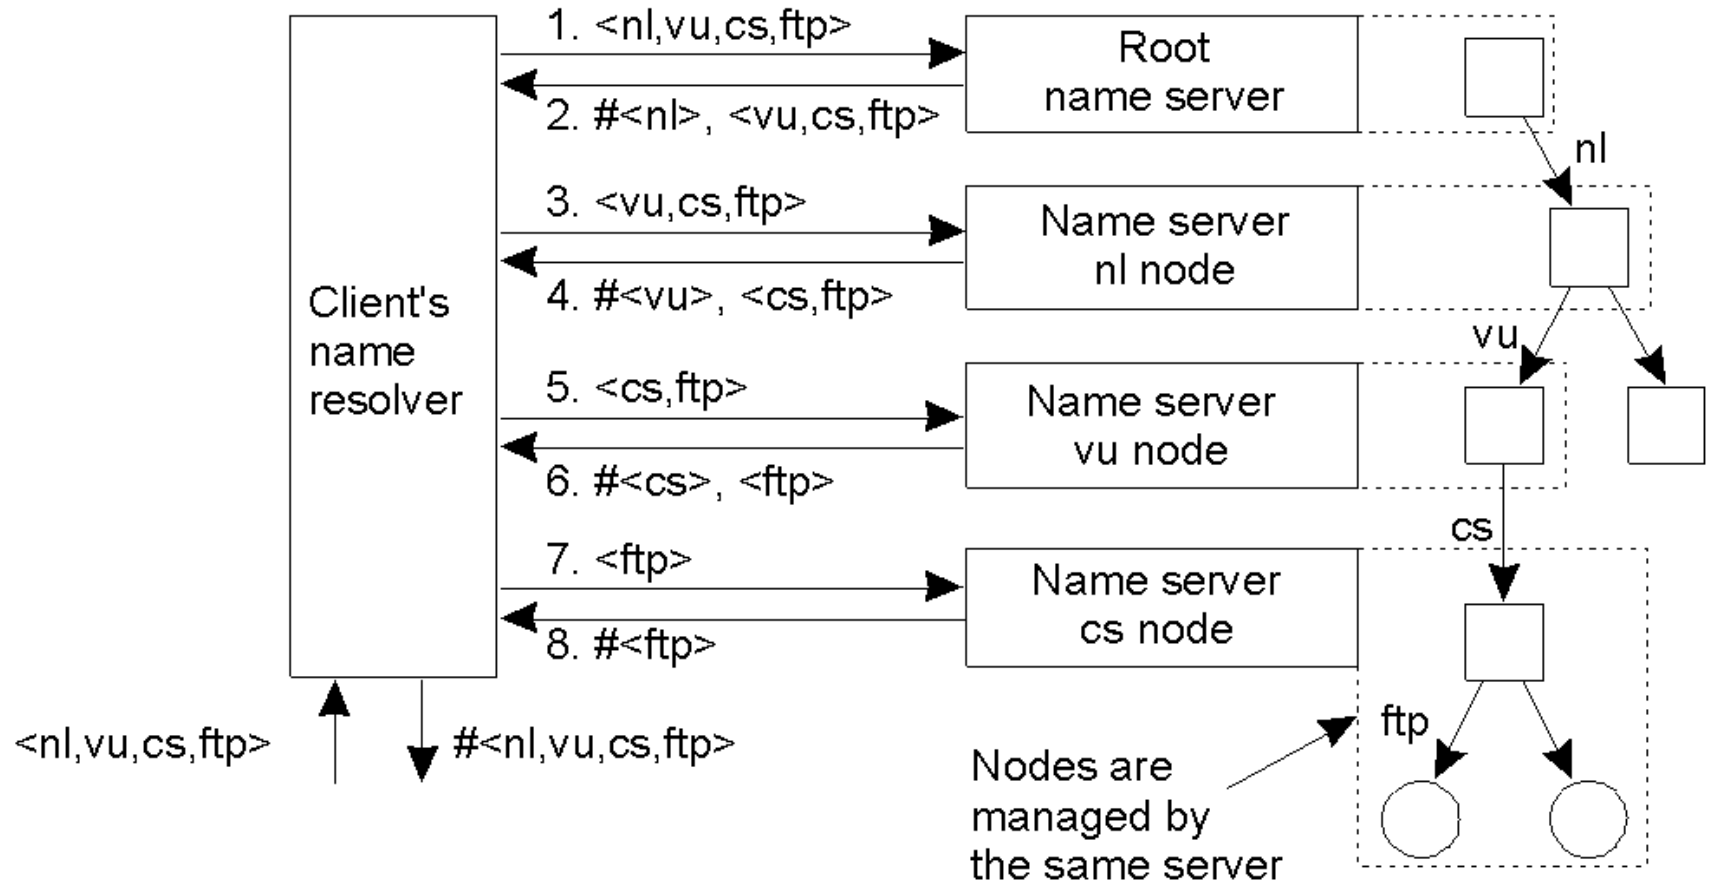 1. <nl,vu,cs,ftp>
2. #<nl>, <vu,cs,ftp>
Root
name server
nl
3. <vu,cs,ftp>
4. #<vu>, <cs,ftp>
Name server
nl node
vu
Client's
name
resolver
5. <cs,ftp>
6. #<cs>, <ftp>
Name server
vu node
cs
7. <ftp>
8. #<ftp>
Name server
cs node
ftp
<nl,vu,cs,ftp>
#<nl,vu,cs,ftp>
Nodes are
managed by
the same server